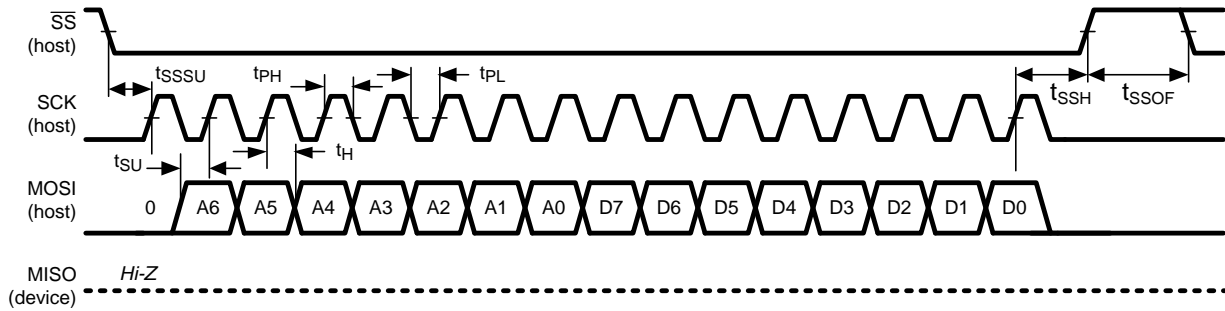 SS
(host)
tSSSU
tPH
tPL
tSSH
tSSOF
SCK
(host)
tSU
tH
MOSI
(host)
0 A6 A5 A4 A3 A2 A1 A0 D7 D6 D5 D4 D3 D2 D1 D0
MISO
(device)
Hi-Z